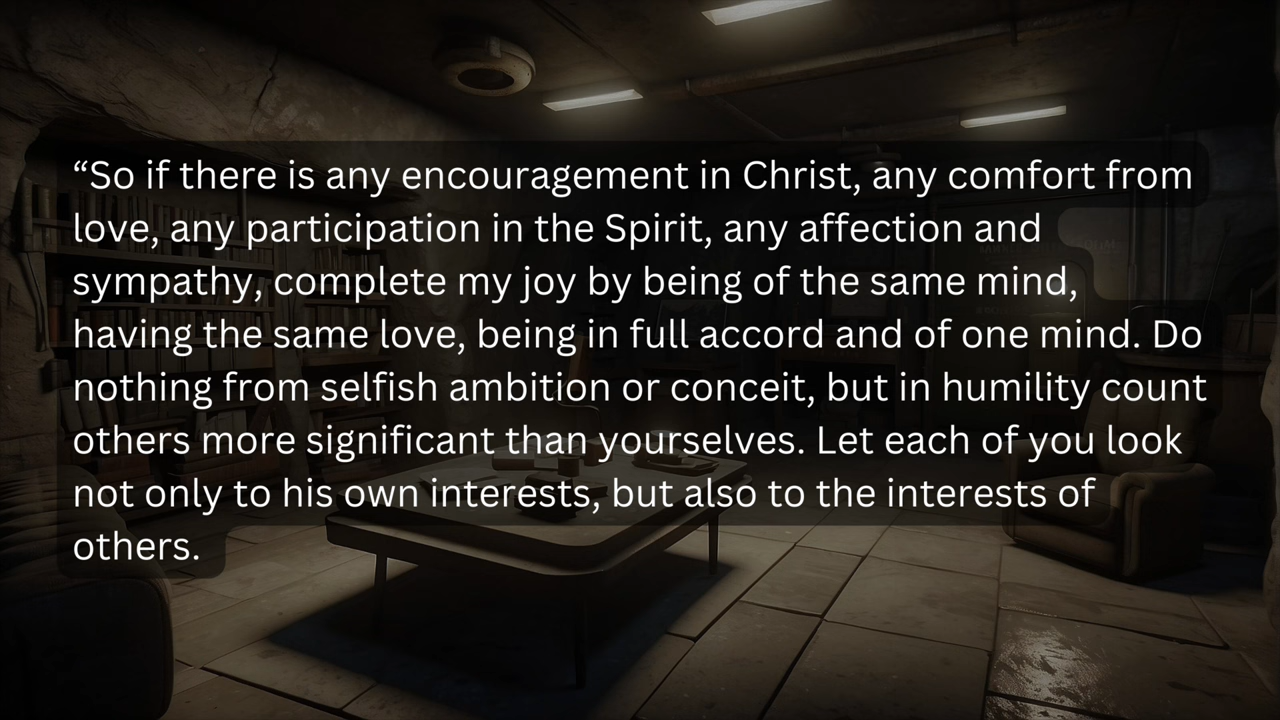 “So if there is any encouragement in Christ, any comfort from
love, any participation in the Spirit, any affection and
sympathy, complete my joy by being of the same mind,
having the same love, being in full accord and of one mind. Do
nothing from selfish ambition or conceit, but in humility count
others more significant than yourselves. Let each of you look
not only to his own interests, but also to the interests of
others.